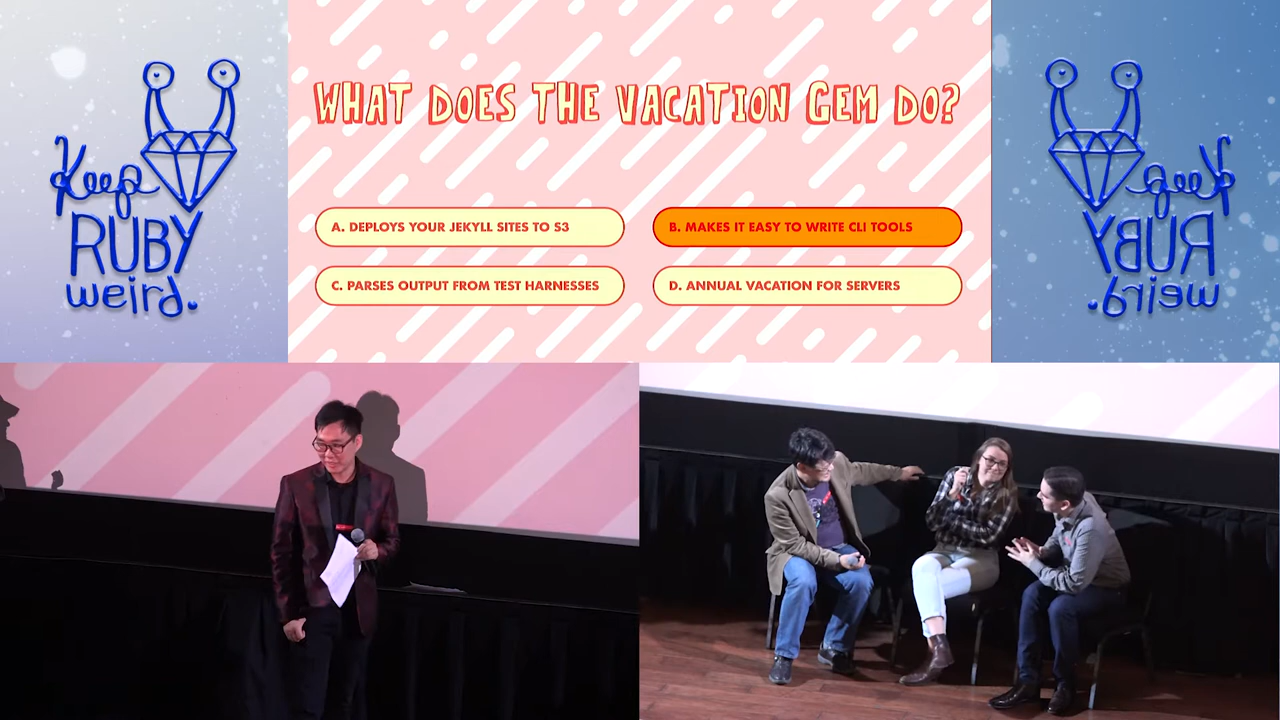 Keep
RUBY
weird.
WHAT DOES THE VACATION GEM DO?
A. DEPLOYS YOUR JEKYLL SITES TO S3
B. MAKES IT EASY TO WRITE CLI TOOLS
C. PARSES OUTPUT FROM TEST HARNESSES
D. ANNUAL VACATION FOR SERVERS
Keep
RUBY
weird.